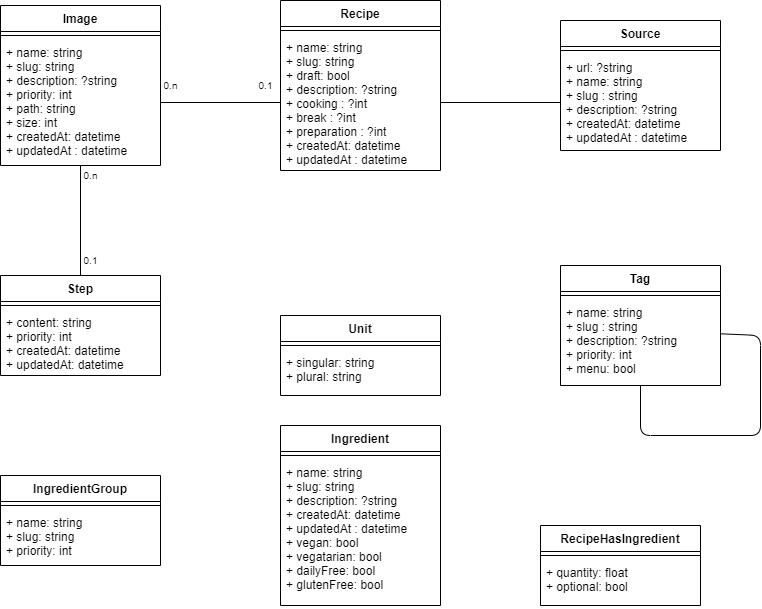 Image
+ name: string
+ slug: string
+ description: ?string
+ priority: int
+ path: string
+ size: int
+ createdAt: datetime
+ updatedAt : datetime
0.n
0.1
Recipe
+ name: string
+ slug: string
+ draft: bool
+ description: ?string
+ cooking : ?int
+ break : ?int
+ preparation : ?int
+ createdAt: datetime
+ updatedAt : datetime
Source
+ url: ?string
+ name: string
+ slug : string
+ description: ?string
+ createdAt: datetime
+ updatedAt : datetime
0.n
0.1
Step
+ content: string
+ priority: int
+ createdAt: datetime
+ updatedAt: datetime
Unit
+ singular: string
+ plural: string
Tag
+ name: string
+ slug : string
+ description: ?string
+ priority: int
+ menu: bool
IngredientGroup
+ name: string
+ slug: string
+ priority: int
Ingredient
+ name: string
+ slug: string
+ description: ?string
+ createdAt: datetime
+ updatedAt : datetime
+ vegan: bool
+ vegatarian: bool
+ dailyFree: bool
+ glutenFree: bool
RecipeHasIngredient
+ quantity: float
+ optional: bool